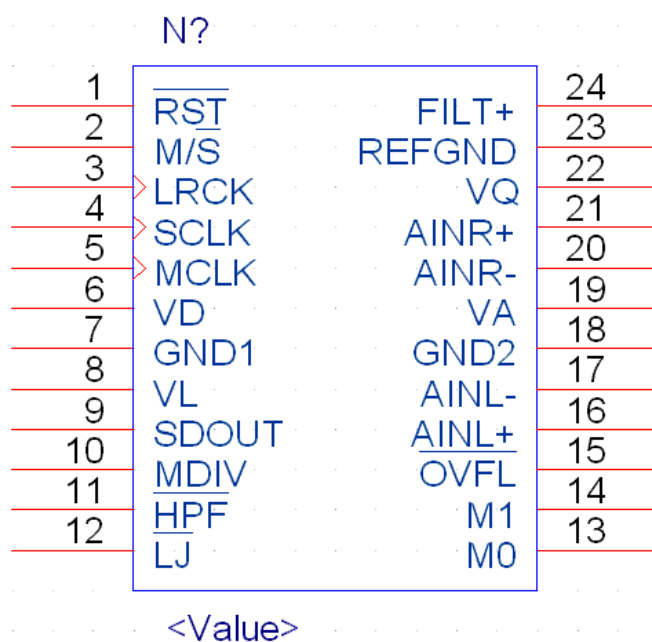 N?
1 RST FILT+ 24
2 M/S REFGND 23
3 LRCK VQ 22
4 SCLK AINR+ 21
5 MCLK AINR- 20
6 VD VA 19
7 GND1 GND2 18
8 VL AINL- 17
9 SDOUT AINL+ 16
10 MDIV OVFL 15
11 HPF M1 14
12 LJ M0 13
<Value>